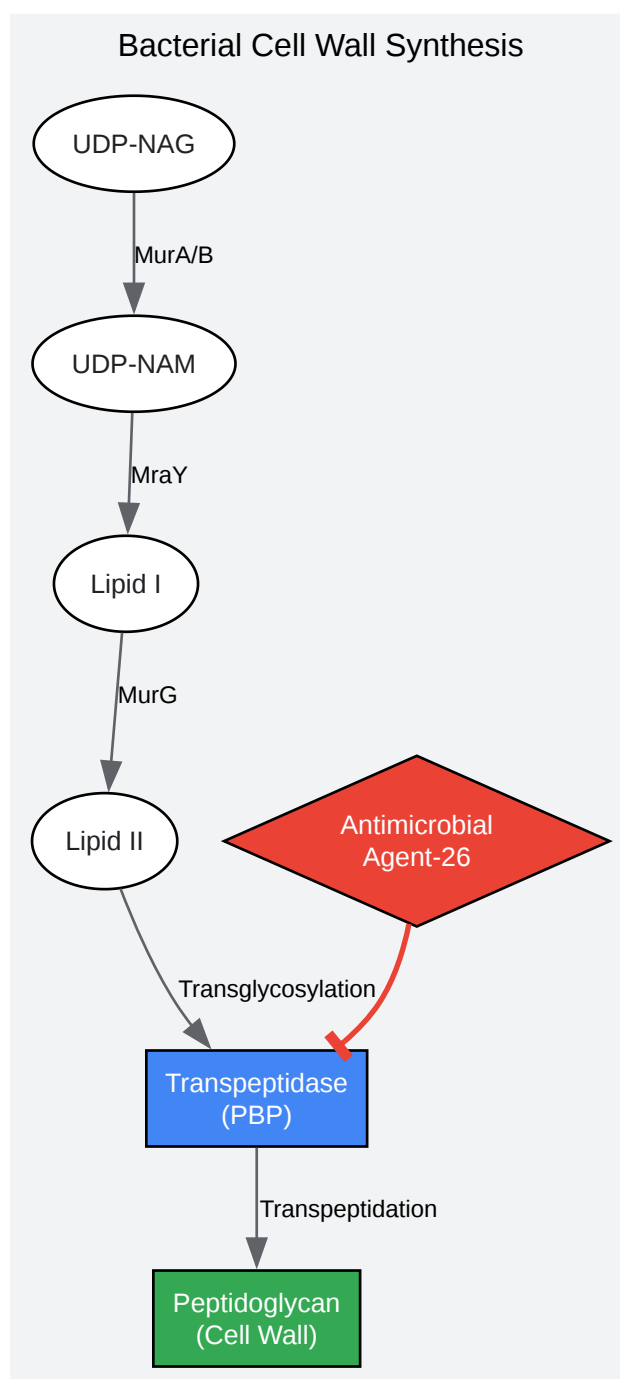 Bacterial Cell Wall Synthesis
UDP-NAG
MurA/B
UDP-NAM
MraY
Lipid I
MurG
Lipid II
Antimicrobial
Agent-26
Transglycosylation
Transpeptidase
(PBP)
Transpeptidation
Peptidoglycan
(Cell Wall)